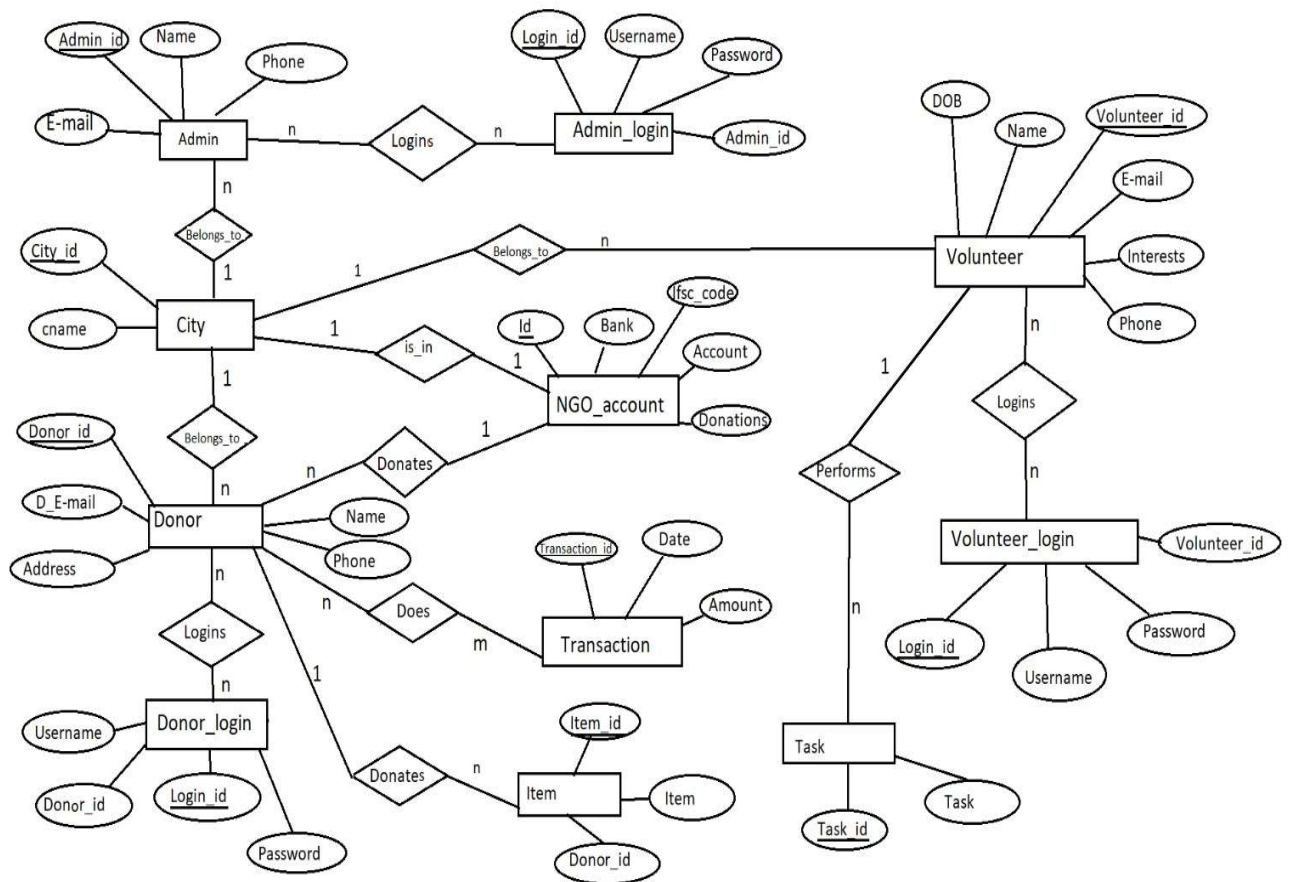 Admin_id
Name
Phone
E-mail
Admin
n
Logins
n
Login_id
Username
Password
Admin_login
Admin_id
DOB
Name
Volunteer_id
E-mail
Interests
Phone
Volunteer
n
Belongs_to
1
City_id
cname
City
1
Belongs_to
n
1
is_in
1
Id
Bank
Ifsc_code
Account
Donations
NGO_account
1
Belongs_to
n
Donor_id
D_E-mail
Address
Donor
Name
Phone
n
Donates
1
n
Does
m
Transaction_id
Date
Amount
Transaction
n
Logins
n
Donor_login
Username
Donor_id
Login_id
Password
1
Donates
n
Item_id
Item
Item
Donor_id
1
Performs
n
Task
Task_id
Task
n
Logins
n
Volunteer_login
Volunteer_id
Login_id
Username
Password